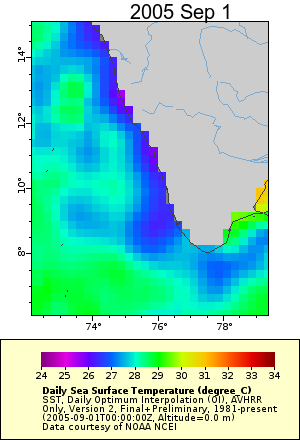 2005 Sep 1
14°
12°
10°
8°
74° 76° 78°
24 25 26 27 28 29 30 31 32 33 34
Daily Sea Surface Temperature (degree_C)
SST, Daily Optimum Interpolation (OI), AVHRR
Only, Version 2, Final+Preliminary, 1981-present
(2005-09-01T00:00:00Z, Altitude=0.0 m)
Data courtesy of NOAA NCEI